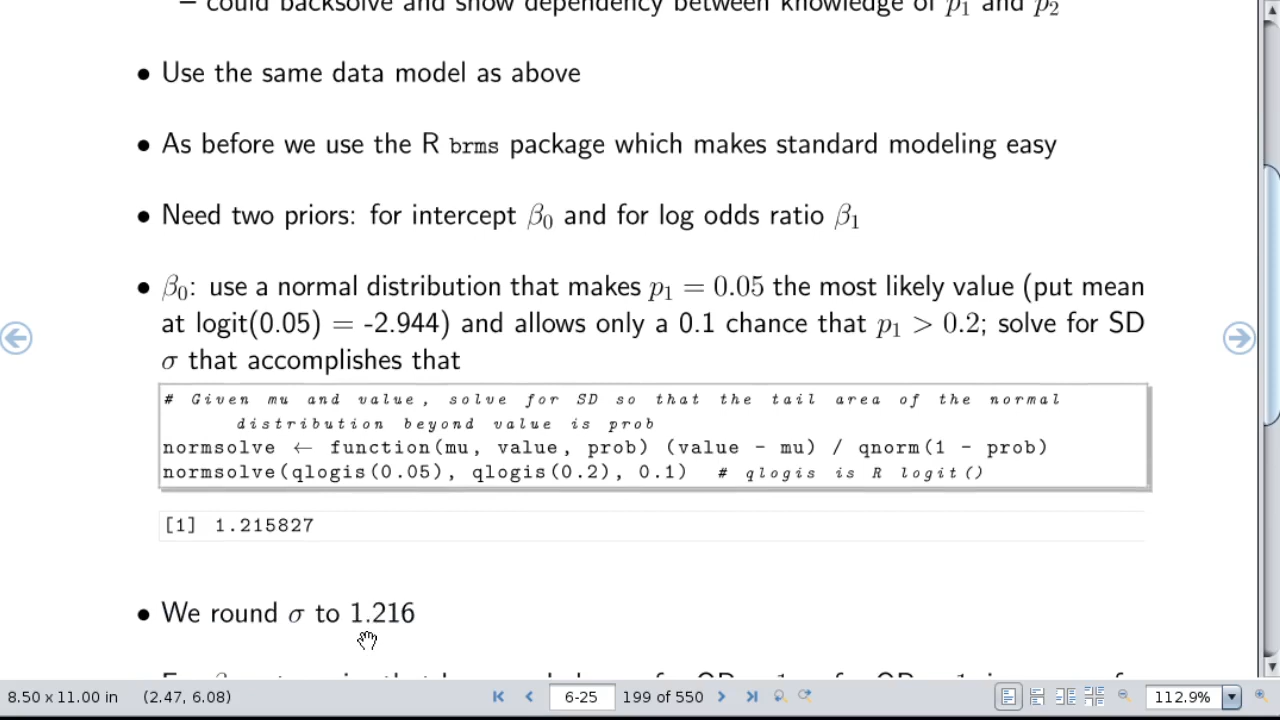 – could backsolve and show dependency between knowledge of p₁ and p₂
• Use the same data model as above
• As before we use the R brms package which makes standard modeling easy
• Need two priors: for intercept β₀ and for log odds ratio β₁
• β₀: use a normal distribution that makes p₁ = 0.05 the most likely value (put mean
at logit(0.05) = -2.944) and allows only a 0.1 chance that p₁ > 0.2; solve for SD
σ that accomplishes that
# Given mu and value, solve for SD so that the tail area of the normal
distribution beyond value is prob
normsolve ← function(mu, value, prob) (value - mu) / qnorm(1 - prob)
normsolve(qlogis(0.05), qlogis(0.2), 0.1) # qlogis is R logit()
[1] 1.215827
• We round σ to 1.216
8.50 x 11.00 in (2.47, 6.08) 6-25 199 of 550 112.9%